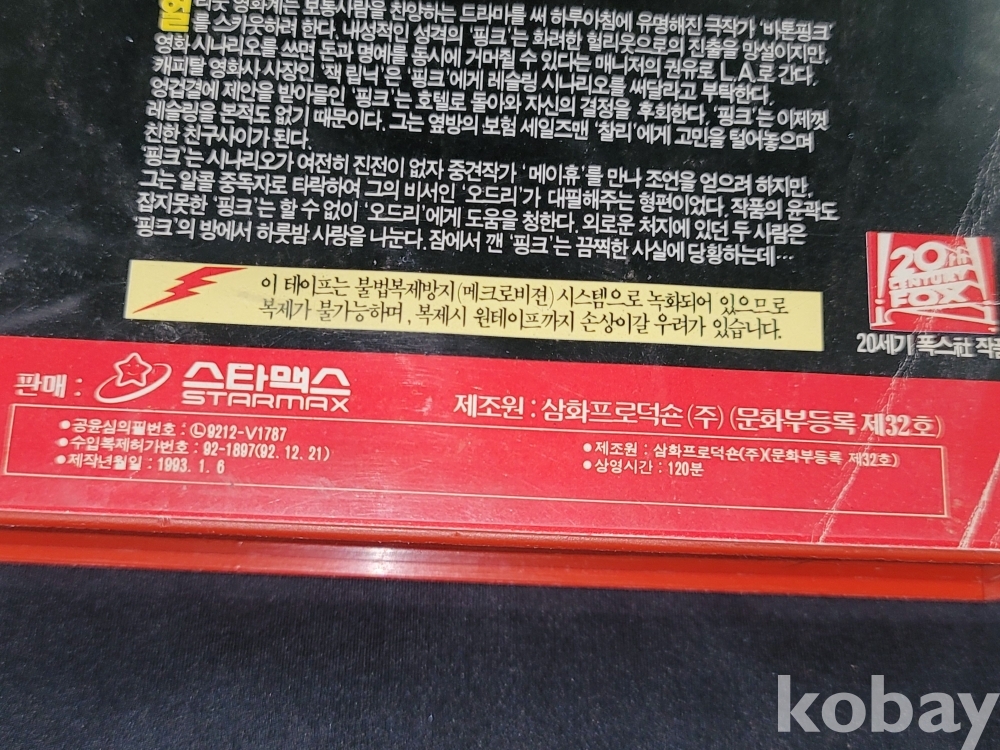 헐리웃 영화계는 보통사람을 찬양하는 드라마를 써 하루아침에 유명해진 극작가 '바톤핑크'
를 스카웃하러 한다. 내성적인 성격의 '핑크'는 화려한 헐리웃으로의 진출을 망설이지만,
영화 시나리오를 쓰면 돈과 명예를 동시에 거머쥘 수 있다는 매니저의 권유로 L.A.로 간다.
캐피탈 영화사 사장인 '잭 립닉'은 '핑크'에게 레슬링 시나리오를 써달라고 부탁한다.
엉겁결에 제안을 받아들인 '핑크'는 호텔로 돌아와 자신의 결정을 후회한다. '핑크'는 이제껏
레슬링을 본적도 없기 때문이다. 그는 옆방의 보험 세일즈맨 '찰리'에게 고민을 털어놓으며
친한 친구사이가 된다.
'핑크'는 시나리오가 여전히 진전이 없자 중견작가 '메이휴'를 만나 조언을 얻으려 하지만,
그는 알콜 중독자로 타락하여 그의 비서인 '오드리'가 대필해주는 형편이었다. 작품의 윤곽도
잡지못한 '핑크'는 할 수 없이 '오드리'에게 도움을 청한다. 외로운 처지에 있던 두 사람은
'핑크'의 방에서 하룻밤 사랑을 나눈다. 잠에서 깬 '핑크'는 끔찍한 사실에 당황하는데…
이 테이프는 불법복제방지(메크로비젼) 시스템으로 녹화되어 있으므로
복제가 불가능하며, 복제시 원테이프까지 손상이갈 우려가 있습니다.
20TH
CENTURY
FOX
20세기 폭스社 작품
판매 : 스타맥스
STARMAX
제조원 : 삼화프로덕숀(주) (문화부등록 제32호)
●공윤심의필번호 : Ⓛ9212-V1787
●수입복제허가번호 : 92-1897(92. 12. 21)
●제작년월일 : 1993. 1. 6
●제조원 : 삼화프로덕숀(주)(문화부등록 제32호)
●상영시간 : 120분
kobay